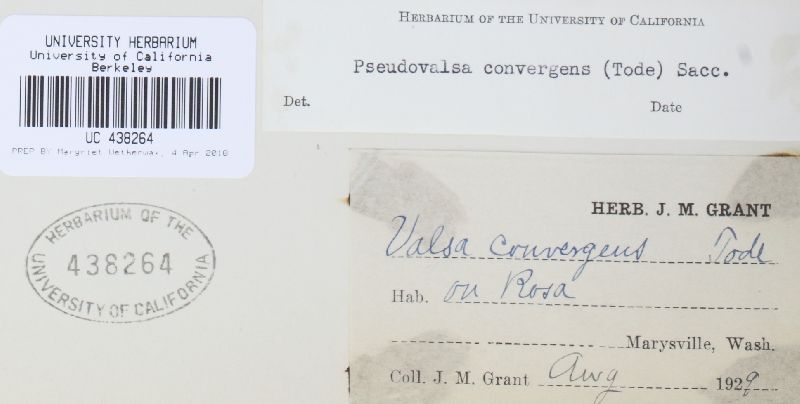 UNIVERSITY HERBARIUM
University of California
Berkeley
UC 438264
PREP BY Margriet Wetherwax, 4 Apr 2018
HERBARIUM OF THE UNIVERSITY OF CALIFORNIA
Pseudovalsa convergens (Tode) Sacc.
Det. Date
HERBARIUM OF THE
438264
UNIVERSITY OF CALIFORNIA
HERB. J. M. GRANT
Valsa convergens Tode
Hab. on Rosa
Marysville, Wash.
Coll. J. M. Grant Aug 1929